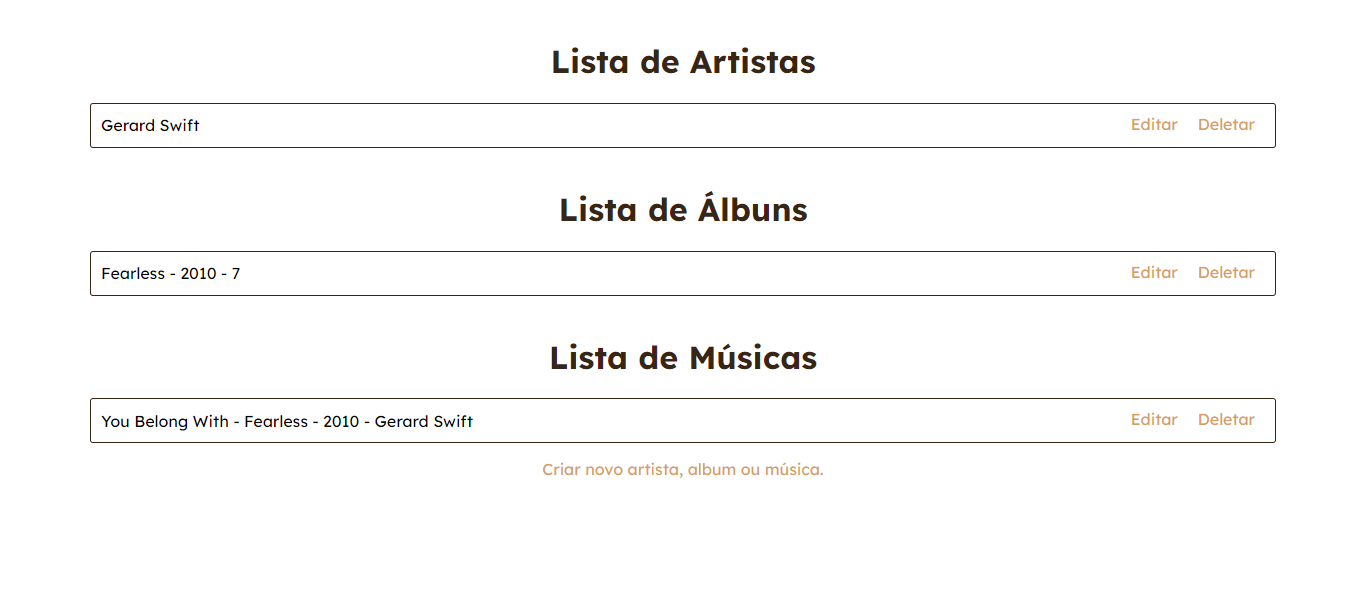 Lista de Artistas
Gerard Swift Editar Deletar
Lista de Álbuns
Fearless - 2010 - 7 Editar Deletar
Lista de Músicas
You Belong With - Fearless - 2010 - Gerard Swift Editar Deletar
Criar novo artista, album ou música.